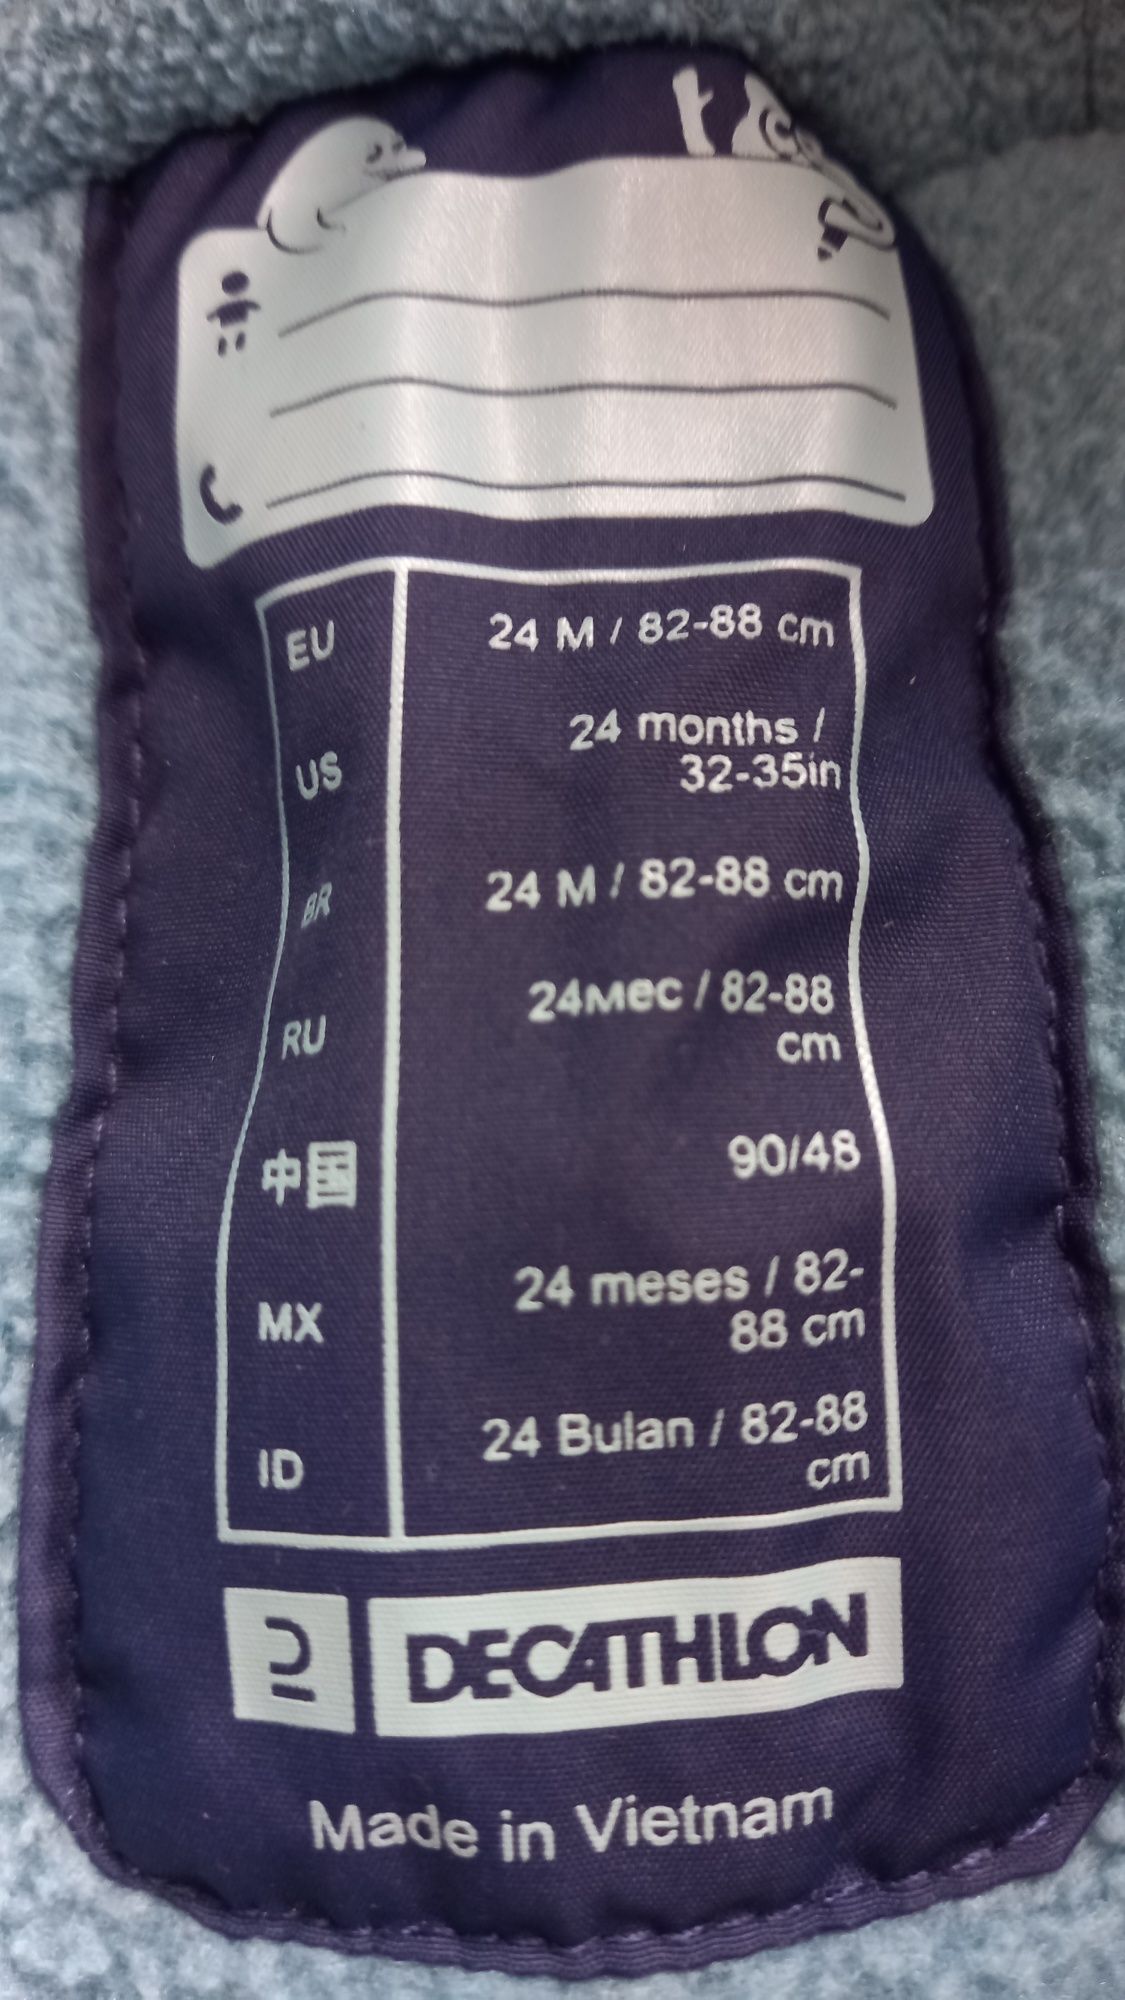 EU 24 M / 82-88 cm
US 24 months /
32-35in
BR 24 M / 82-88 cm
RU 24мес / 82-88
cm
中国 90/48
MX 24 meses / 82-
88 cm
ID 24 Bulan / 82-88
cm
DECATHLON
Made in Vietnam